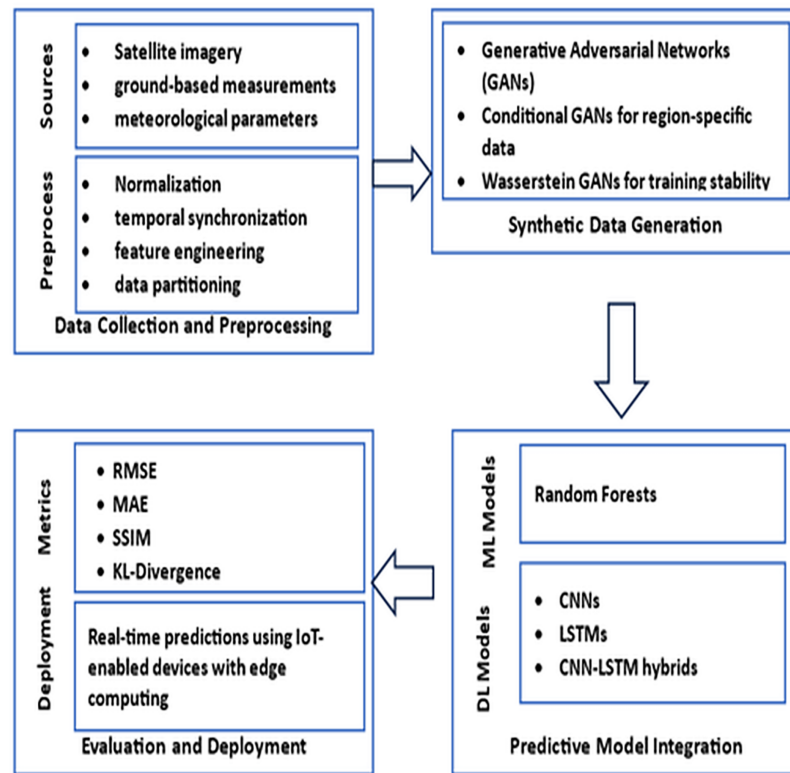 Sources
• Satellite imagery
• ground-based measurements
• meteorological parameters
Preprocess
• Normalization
• temporal synchronization
• feature engineering
• data partitioning
Data Collection and Preprocessing
• Generative Adversarial Networks
(GANs)
• Conditional GANs for region-specific
data
• Wasserstein GANs for training stability
Synthetic Data Generation
ML Models
Random Forests
DL Models
• CNNs
• LSTMs
• CNN-LSTM hybrids
Predictive Model Integration
Metrics
• RMSE
• MAE
• SSIM
• KL-Divergence
Deployment
Real-time predictions using IoT-
enabled devices with edge
computing
Evaluation and Deployment